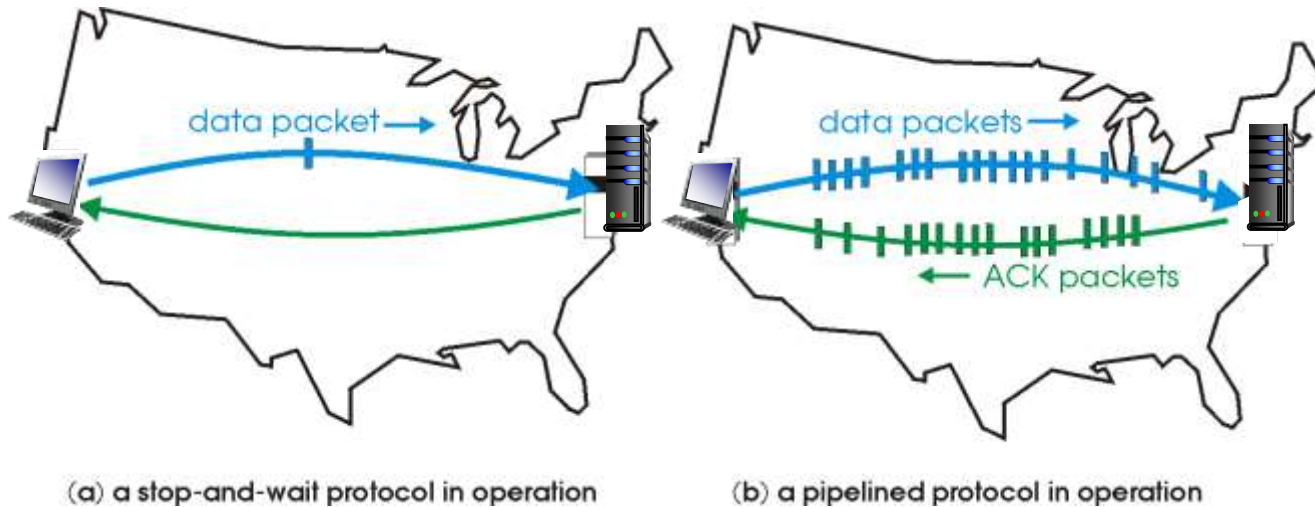 data packet
data packets
ACK packets
(a) a stop-and-wait protocol in operation
(b) a pipelined protocol in operation